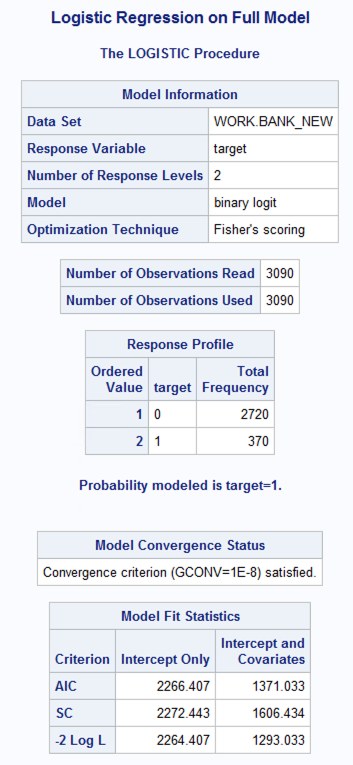 Logistic Regression on Full Model
The LOGISTIC Procedure
Model Information
Data Set WORK.BANK_NEW
Response Variable target
Number of Response Levels 2
Model binary logit
Optimization Technique Fisher's scoring
Number of Observations Read 3090
Number of Observations Used 3090
Response Profile
Ordered Total
Value target Frequency
1 0 2720
2 1 370
Probability modeled is target=1.
Model Convergence Status
Convergence criterion (GCONV=1E-8) satisfied.
Model Fit Statistics
Intercept and
Criterion Intercept Only Covariates
AIC 2266.407 1371.033
SC 2272.443 1606.434
-2 Log L 2264.407 1293.033